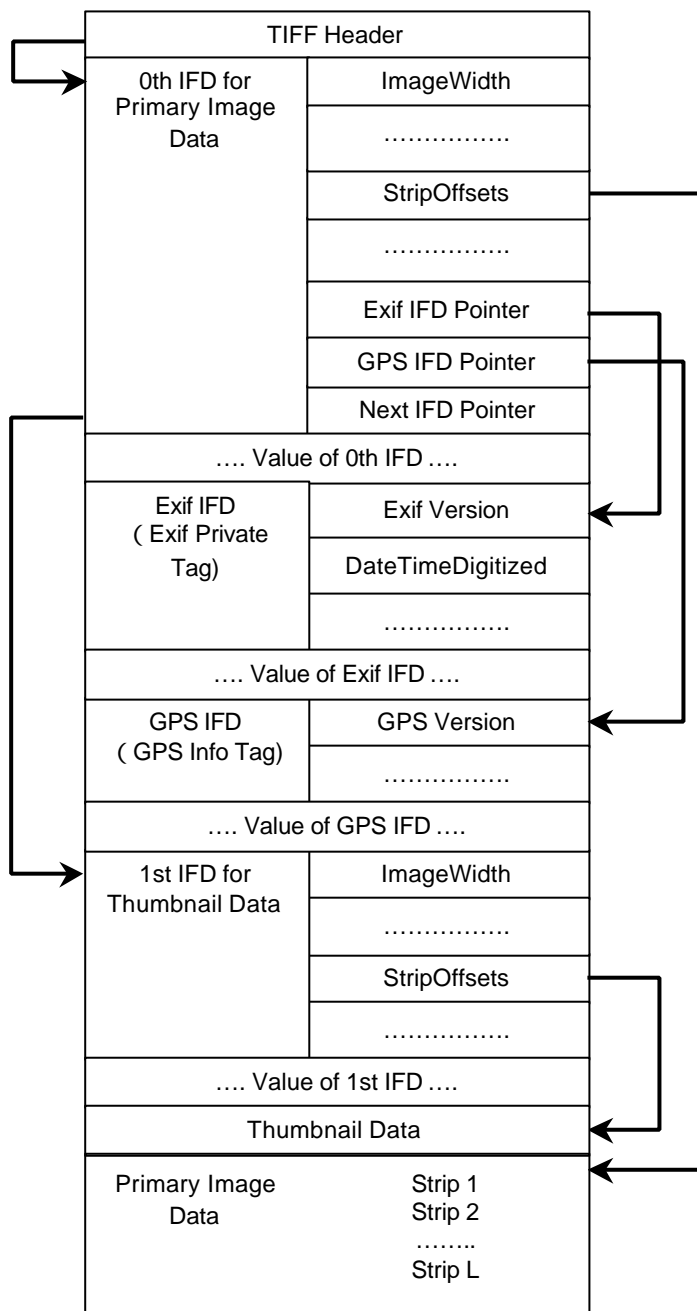 TIFF Header
0th IFD for
Primary Image
Data
ImageWidth
…………….
StripOffsets
…………….
Exif IFD Pointer
GPS IFD Pointer
Next IFD Pointer
…. Value of 0th IFD ….
Exif IFD
( Exif Private
Tag)
Exif Version
DateTimeDigitized
…………….
…. Value of Exif IFD ….
GPS IFD
( GPS Info Tag)
GPS Version
…………….
…. Value of GPS IFD ….
1st IFD for
Thumbnail Data
ImageWidth
…………….
StripOffsets
…………….
…. Value of 1st IFD ….
Thumbnail Data
Primary Image
Data
Strip 1
Strip 2
……..
Strip L